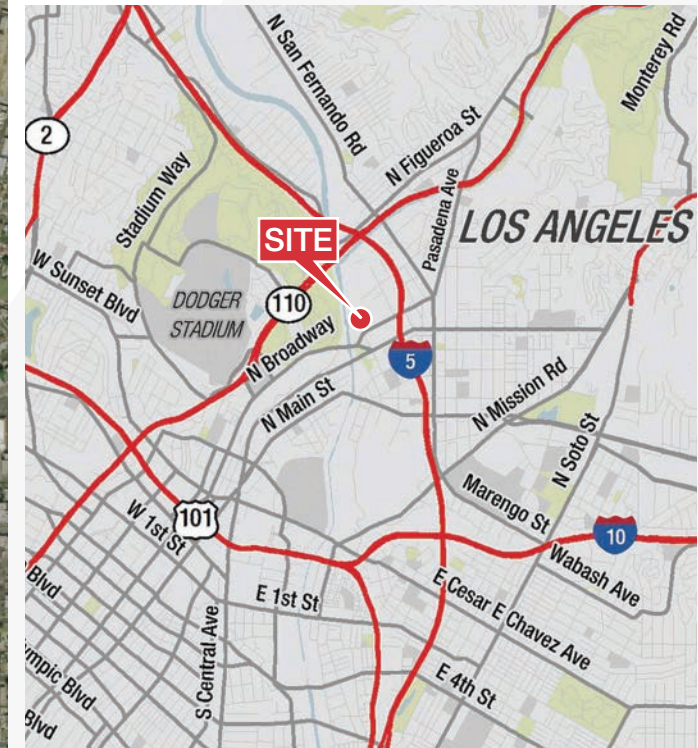 N San Fernando Rd
Monterey Rd
2
N Figueroa St
Stadium Way
Pasadena Ave
LOS ANGELES
SITE
W Sunset Blvd
DODGER
STADIUM
110
N Broadway
5
N Main St
N Mission Rd
N Soto St
Marengo St
101
W 1st St
10
Wabash Ave
Blvd
E 1st St
E Cesar E Chavez Ave
S Central Ave
E 4th St
ympic Blvd
Blvd